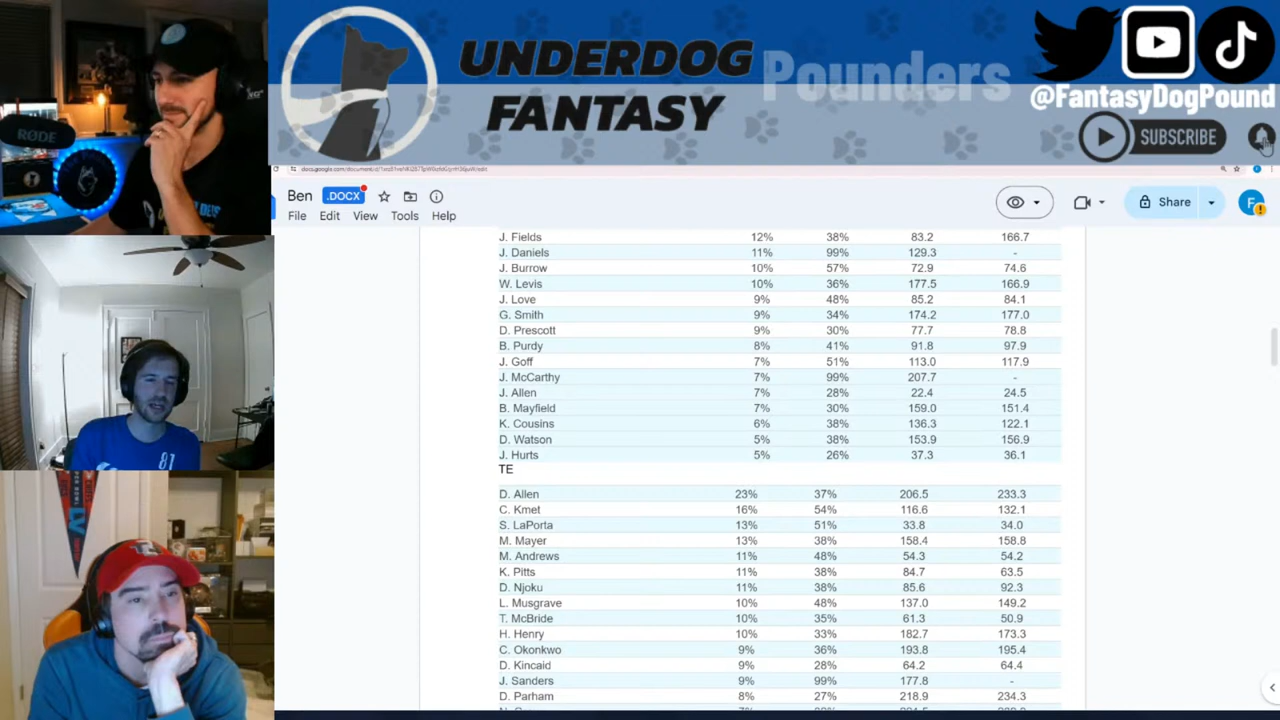 UNDERDOG
FANTASY
Pounders
@FantasyDogPound
SUBSCRIBE
RØDE
Ben .DOCX
Share
F
File Edit View Tools Help
J. Fields 12% 38% 83.2 166.7
J. Daniels 11% 99% 129.3 -
J. Burrow 10% 57% 72.9 74.6
W. Levis 10% 36% 177.5 166.9
J. Love 9% 48% 85.2 84.1
G. Smith 9% 34% 174.2 177.0
D. Prescott 9% 30% 77.7 78.8
B. Purdy 8% 41% 91.8 97.9
J. Goff 7% 51% 113.0 117.9
J. McCarthy 7% 99% 207.7 -
J. Allen 7% 28% 22.4 24.5
B. Mayfield 7% 30% 159.0 151.4
K. Cousins 6% 38% 136.3 122.1
D. Watson 5% 38% 153.9 156.9
J. Hurts 5% 26% 37.3 36.1
TE
D. Allen 23% 37% 206.5 233.3
C. Kmet 16% 54% 116.6 132.1
S. LaPorta 13% 51% 33.8 34.0
M. Mayer 13% 38% 158.4 158.8
M. Andrews 11% 48% 54.3 54.2
K. Pitts 11% 38% 84.7 63.5
D. Njoku 11% 38% 85.6 92.3
L. Musgrave 10% 48% 137.0 149.2
T. McBride 10% 35% 61.3 50.9
H. Henry 10% 33% 182.7 173.3
C. Okonkwo 9% 36% 193.8 195.4
D. Kincaid 9% 28% 64.2 64.4
J. Sanders 9% 99% 177.8 -
D. Parham 8% 27% 218.9 234.3
81
LV